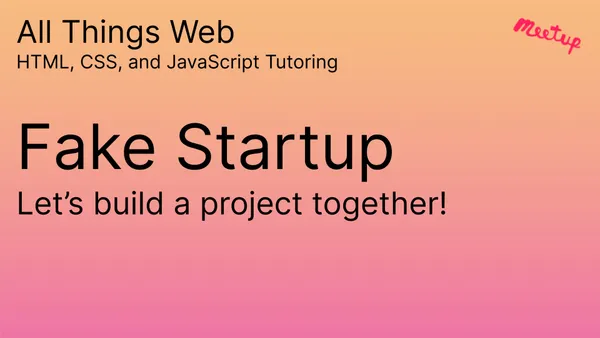 All Things Web
Meetup
HTML, CSS, and JavaScript Tutoring
Fake Startup
Let’s build a project together!